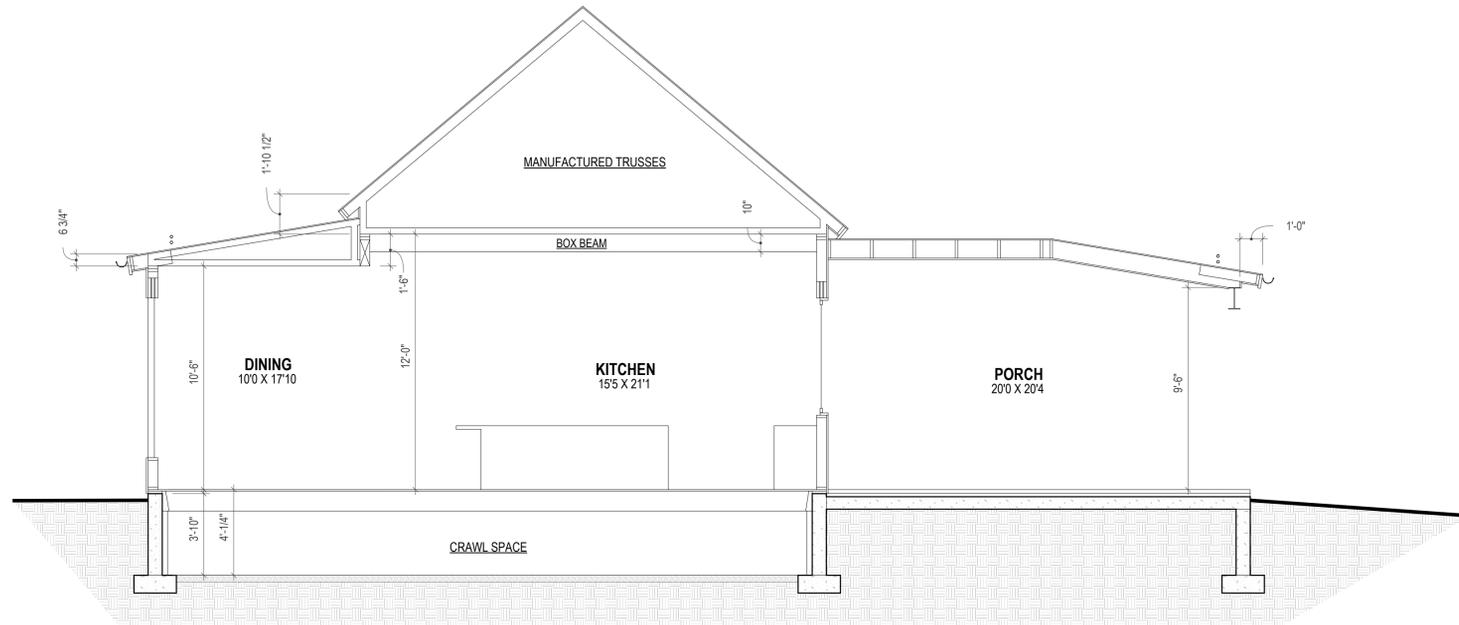 1'-10 1/2"
MANUFACTURED TRUSSES
6 3/4"
10"
1'-0"
BOX BEAM
1'-6"
10'-6"
12'-0"
DINING
10'0 X 17'10
KITCHEN
15'5 X 21'1
PORCH
20'0 X 20'4
9'-6"
3'-10"
4'-1/4"
CRAWL SPACE